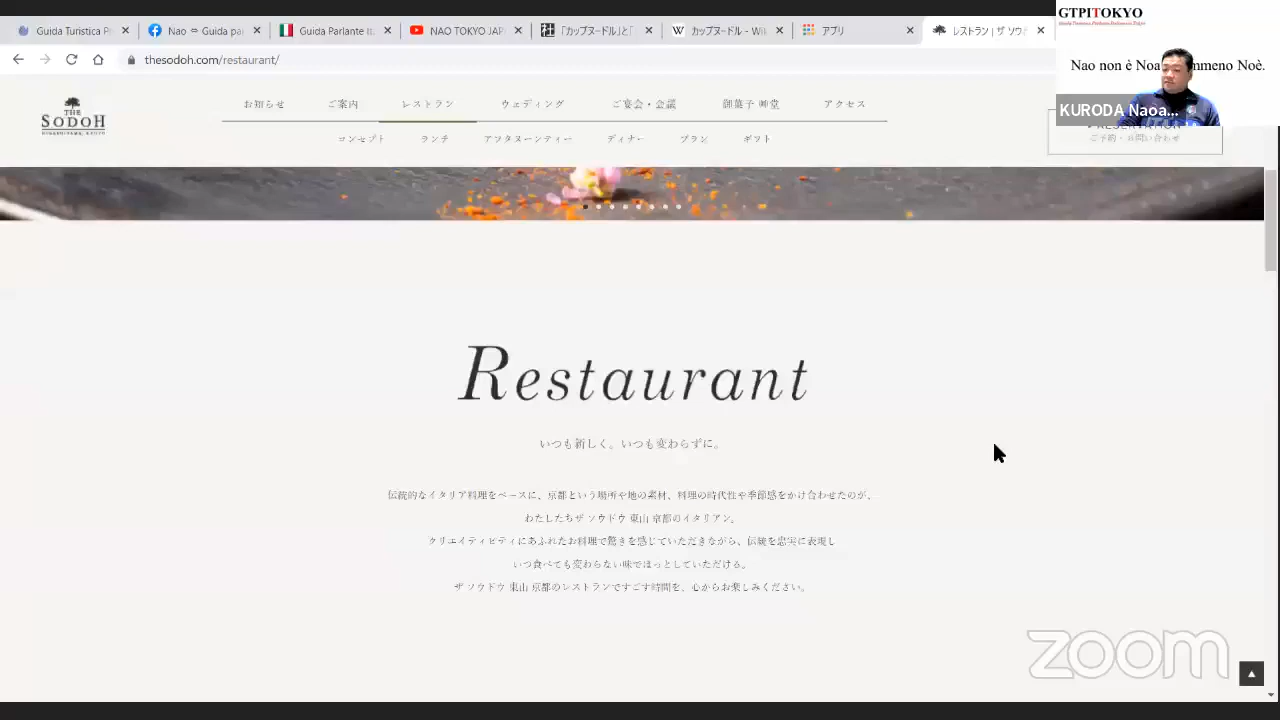 Guida Turistica P
Nao ⇔ Guida pa
Guida Parlante
NAO TOKYO JAP
「カップヌードル」と
カップヌードル - Wik
アプリ
レストラン | ザ ソウド
thesodoh.com/restaurant/
GTPITOKYO
Nao non è Noa
mmeno Noè.
KURODA Naoa...
THE
SODOH
HIGASHIYAMA, KYOTO
お知らせ
ご案内
レストラン
ウェディング
ご宴会・会議
御菓子 夢窓
アクセス
コンセプト
ランチ
アフタヌーンティー
ディナー
プラン
ギフト
RESERVATION
ご予約・お問い合わせ
Restaurant
いつも新しく。いつも変わらずに。
伝統的なイタリア料理をベースに、京都という場所や地の素材、料理の時代性や季節感をかけ合わせたのが、
わたしたちザ ソウドウ 東山 京都のイタリアン。
クリエイティビティにあふれたお料理で驚きを感じていただきながら、伝統を忠実に表現し
いつ食べても変わらない味でほっとしていただける。
ザ ソウドウ 東山 京都のレストランですごす時間を、心からお楽しみください。
zoom